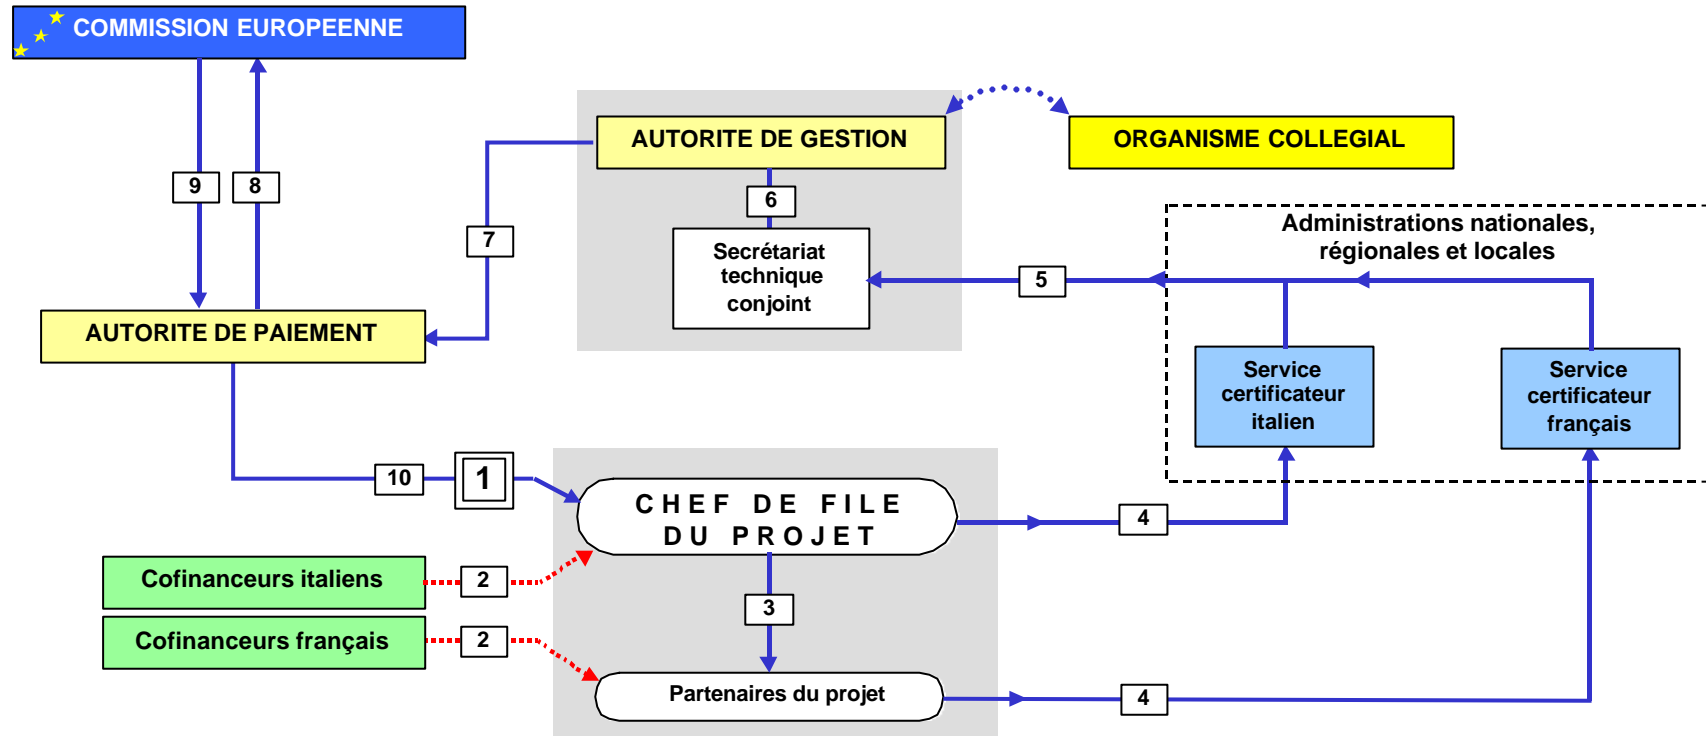 COMMISSION EUROPEENNE
AUTORITE DE GESTION
ORGANISME COLLEGIAL
9
8
6
7
Secrétariat
technique
conjoint
5
Administrations nationales,
régionales et locales
AUTORITE DE PAIEMENT
Service
certificateur
italien
Service
certificateur
français
10
1
CHEF DE FILE
DU PROJET
4
Cofinanceurs italiens
2
3
Cofinanceurs français
2
Partenaires du projet
4